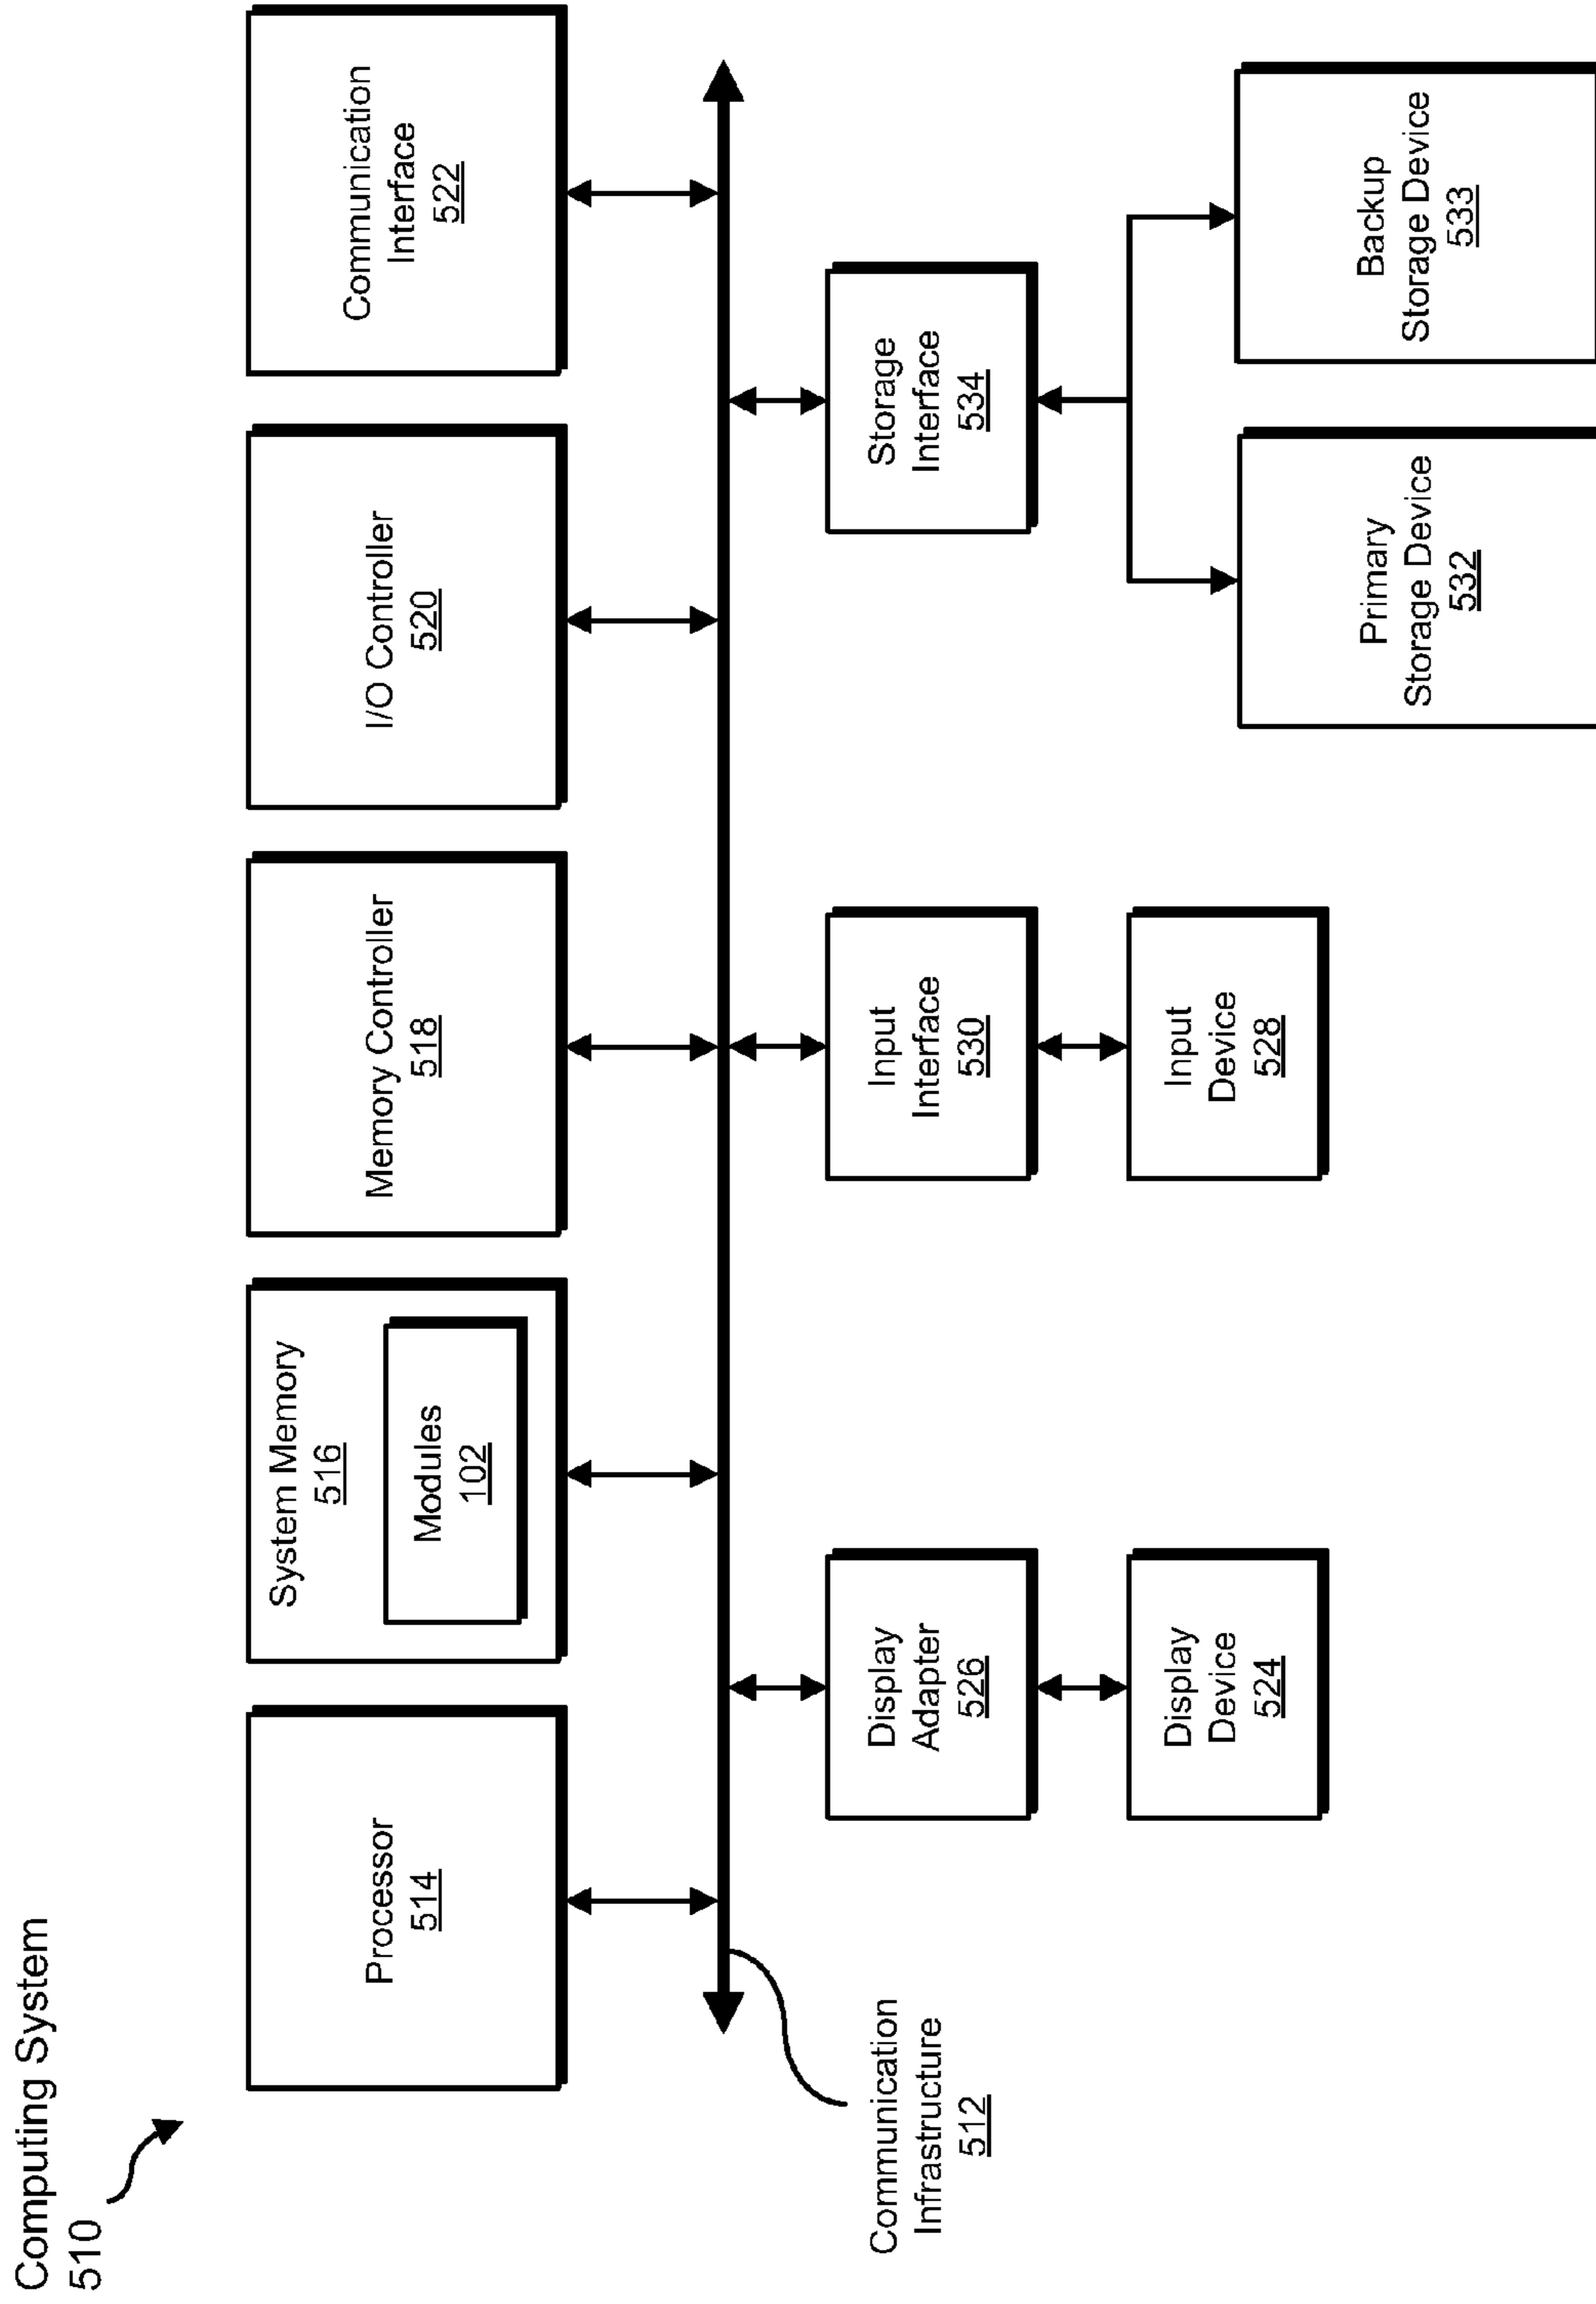 Computing System
510
Processor
514
System Memory
516
Modules
102
Memory Controller
518
I/O Controller
520
Communication
Interface
522
Communication
Infrastructure
512
Display
Adapter
526
Input
Interface
530
Storage
Interface
534
Display
Device
524
Input
Device
528
Primary
Storage Device
532
Backup
Storage Device
533